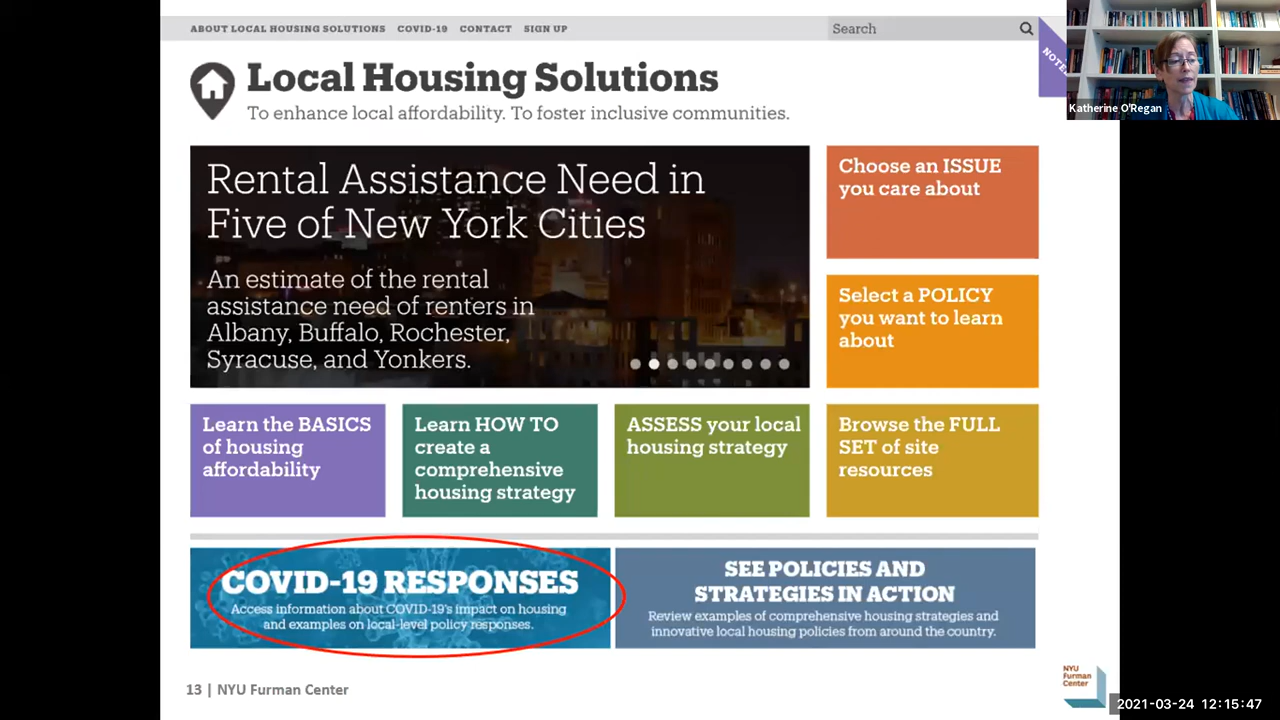 ABOUT LOCAL HOUSING SOLUTIONS COVID-19 CONTACT SIGN UP
Search
NOTE
Katherine O'Regan
Local Housing Solutions
To enhance local affordability. To foster inclusive communities.
Rental Assistance Need in
Five of New York Cities
An estimate of the rental
assistance need of renters in
Albany, Buffalo, Rochester,
Syracuse, and Yonkers.
Choose an ISSUE
you care about
Select a POLICY
you want to learn
about
Learn the BASICS
of housing
affordability
Learn HOW TO
create a
comprehensive
housing strategy
ASSESS your local
housing strategy
Browse the FULL
SET of site
resources
COVID-19 RESPONSES
Access information about COVID-19's impact on housing
and examples on local-level policy responses.
SEE POLICIES AND
STRATEGIES IN ACTION
Review examples of comprehensive housing strategies and
innovative local housing policies from around the country.
13 | NYU Furman Center
NYU
Furman
Center
2021-03-24 12:15:47